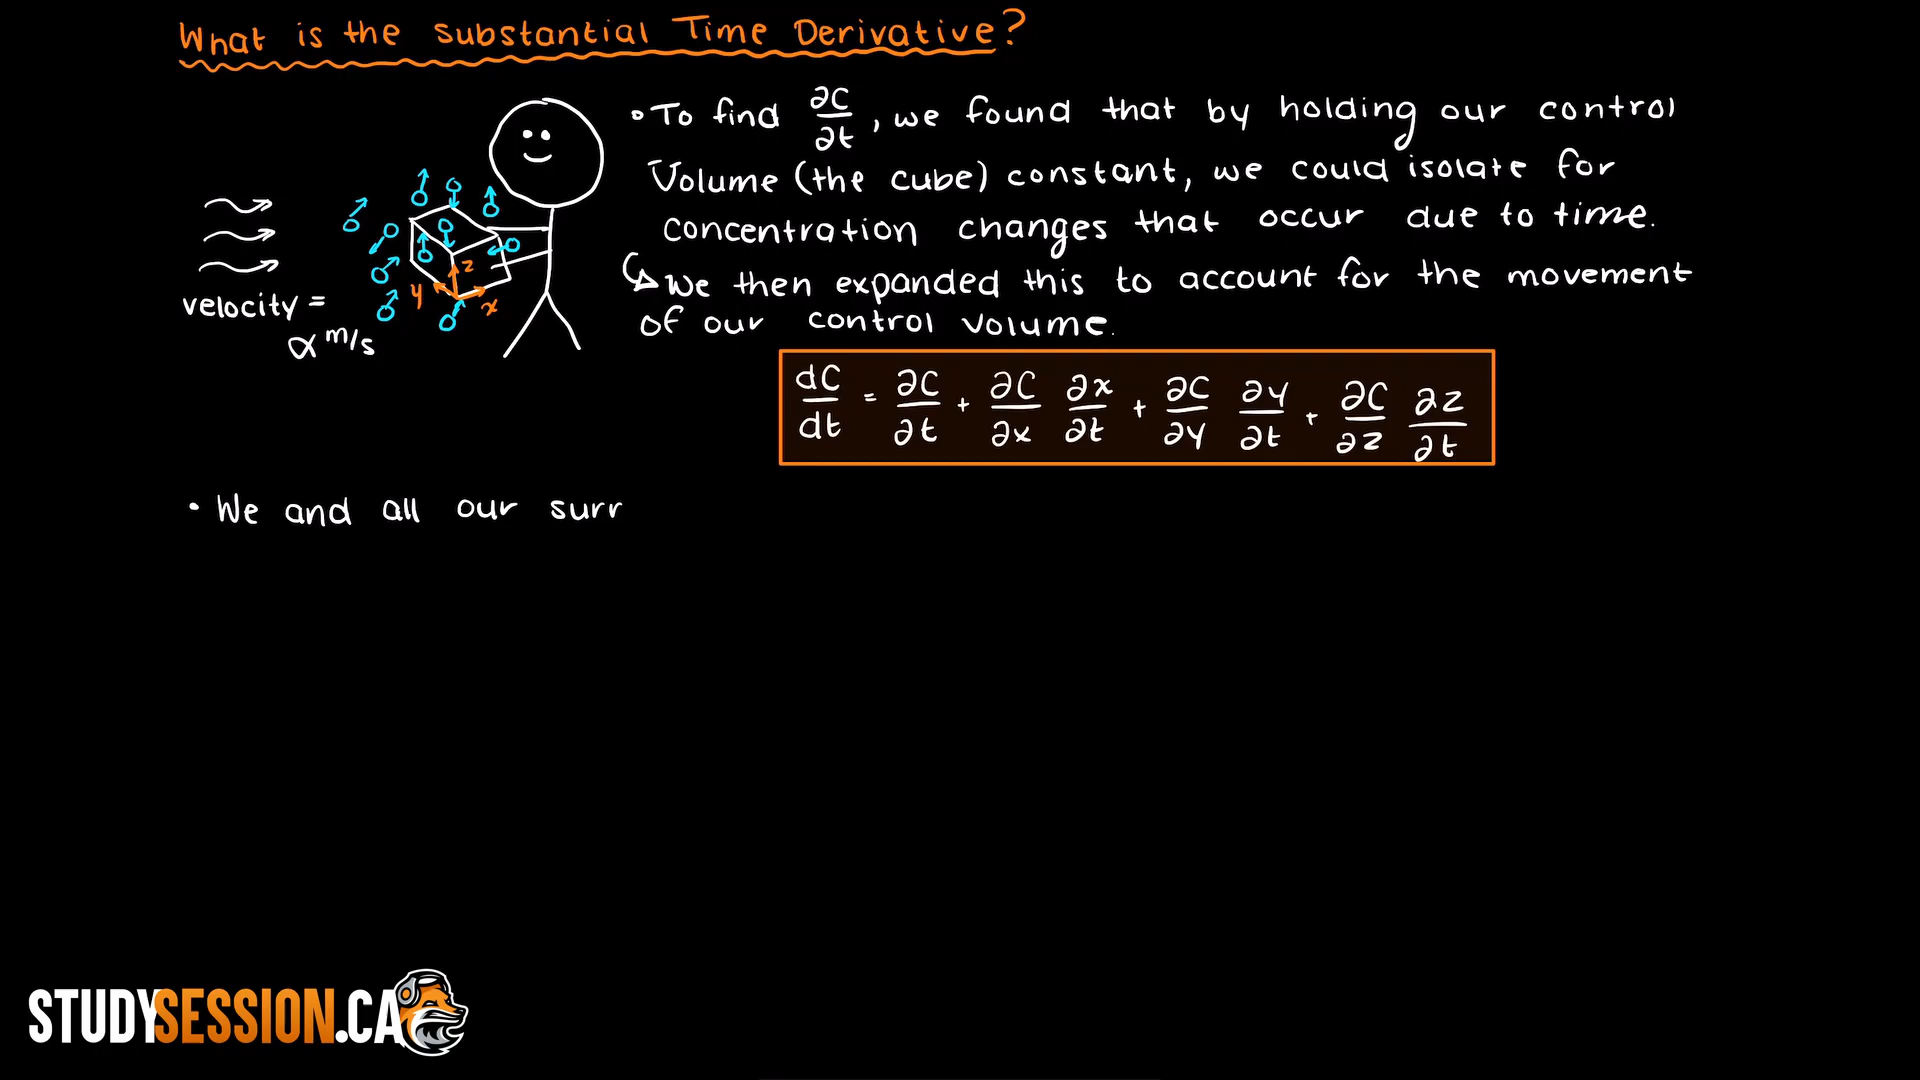 What is the substantial Time Derivative?
• To find ∂C/∂t, we found that by holding our control
Volume (the cube) constant, we could isolate for
concentration changes that occur due to time.
↳ We then expanded this to account for the movement
of our control volume.
z
y
x
velocity =
α m/s
dC/dt = ∂C/∂t + ∂C/∂x ∂x/∂t + ∂C/∂y ∂y/∂t + ∂C/∂z ∂z/∂t
• We and all our surr
STUDYSESSION.CA